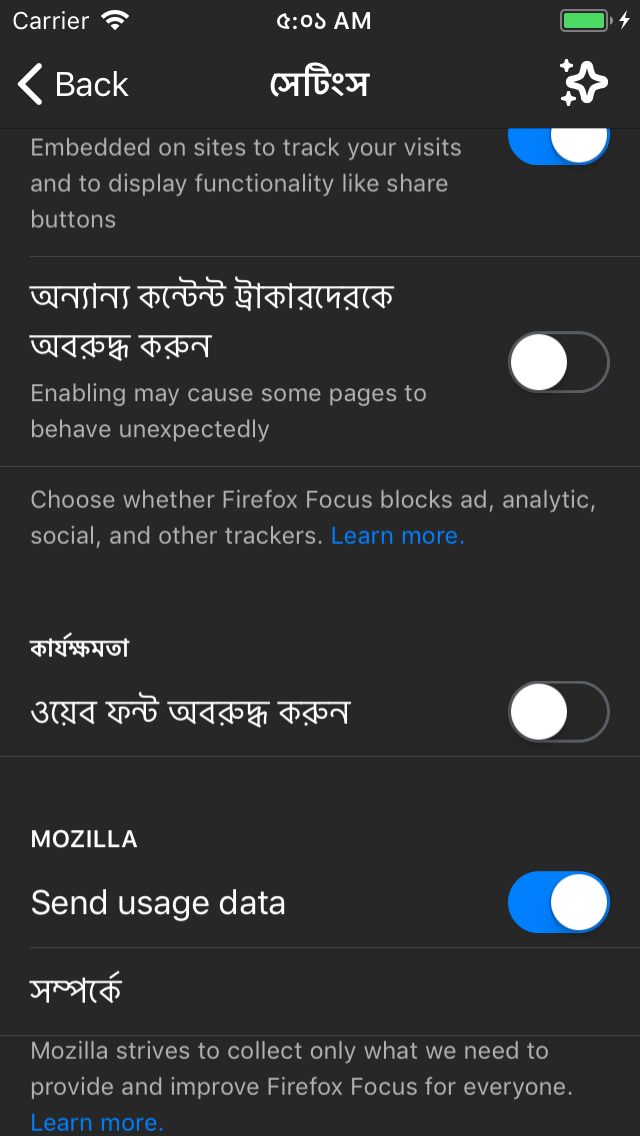 Carrier ৫:০১ AM
Back সেটিংস
Embedded on sites to track your visits
and to display functionality like share
buttons
অন্যান্য কন্টেন্ট ট্রাকারদেরকে
অবরুদ্ধ করুন
Enabling may cause some pages to
behave unexpectedly
Choose whether Firefox Focus blocks ad, analytic,
social, and other trackers. Learn more.
কার্যক্ষমতা
ওয়েব ফন্ট অবরুদ্ধ করুন
MOZILLA
Send usage data
সম্পর্কে
Mozilla strives to collect only what we need to
provide and improve Firefox Focus for everyone.
Learn more.